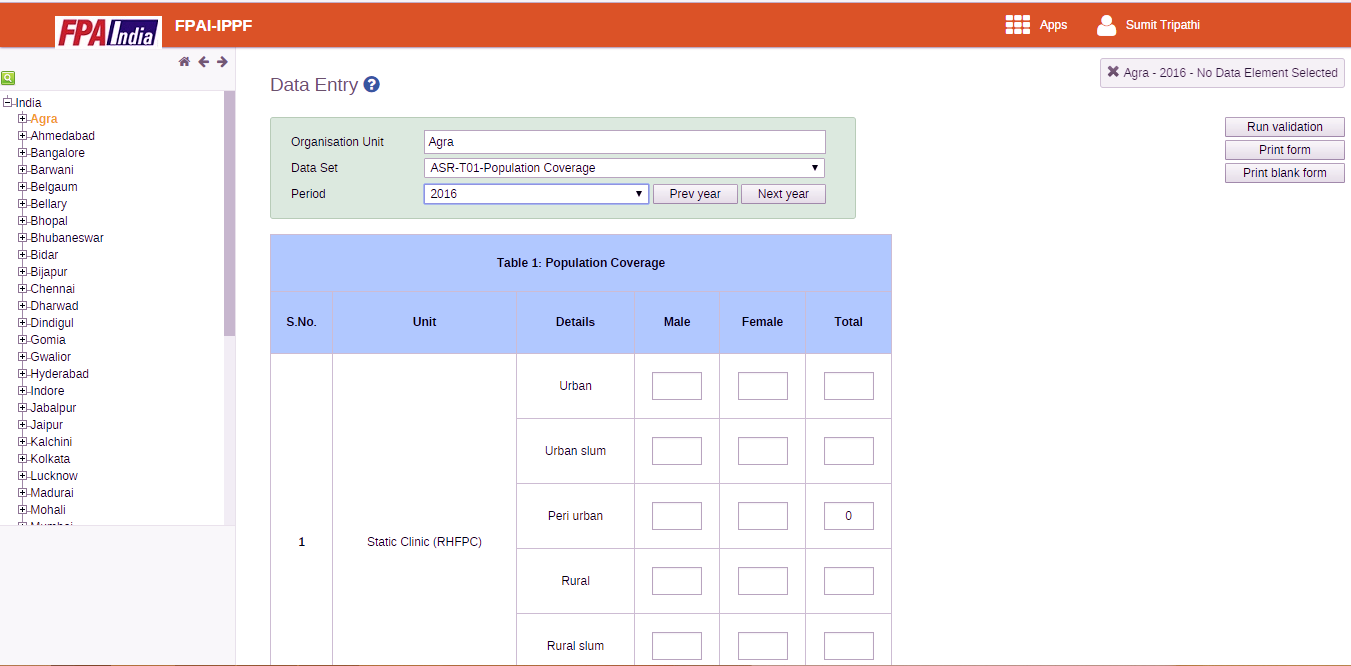 FPAIndia
FPAI-IPPF
Apps
Sumit Tripathi
India
Agra
Ahmedabad
Bangalore
Barwani
Belgaum
Bellary
Bhopal
Bhubaneswar
Bidar
Bijapur
Chennai
Dharwad
Dindigul
Gomia
Gwalior
Hyderabad
Indore
Jabalpur
Jaipur
Kalchini
Kolkata
Lucknow
Madurai
Mohali
Data Entry ?
Agra - 2016 - No Data Element Selected
Organisation Unit Agra
Data Set ASR-T01-Population Coverage
Period 2016 Prev year Next year
Run validation
Print form
Print blank form
Table 1: Population Coverage
S.No. Unit Details Male Female Total
1 Static Clinic (RHFPC)
Urban
Urban slum
Peri urban 0
Rural
Rural slum